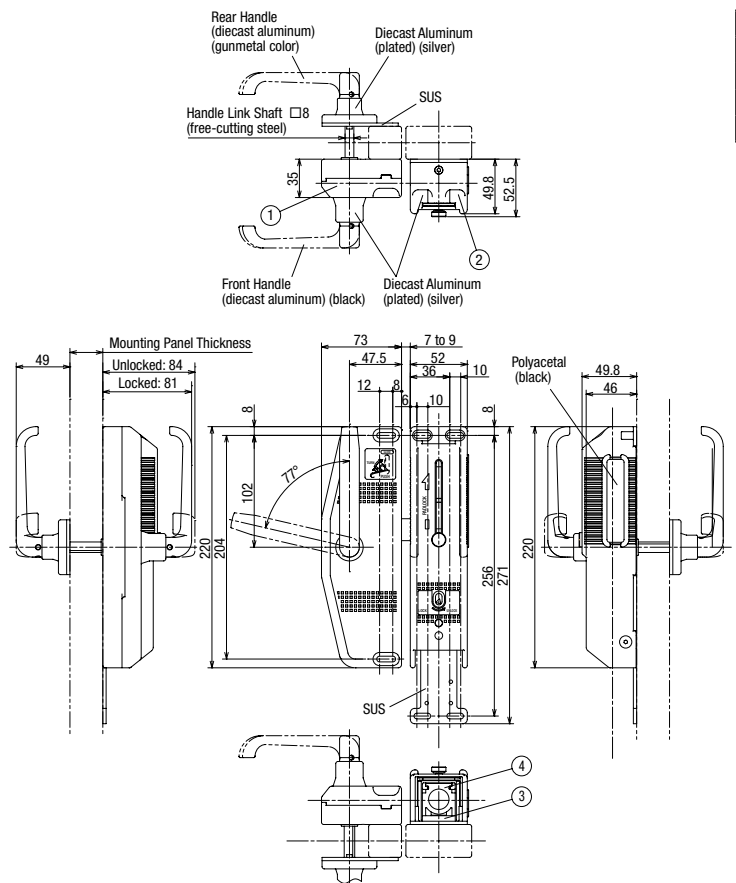 Rear Handle
(diecast aluminum)
(gunmetal color)
Diecast Aluminum
(plated) (silver)
SUS
Handle Link Shaft □8
(free-cutting steel)
35
49.8
52.5
①
②
Front Handle
(diecast aluminum) (black)
Diecast Aluminum
(plated) (silver)
Mounting Panel Thickness
49
Unlocked: 84
Locked: 81
73
47.5
12
8
7 to 9
52
36
10
6
10
Polyacetal
(black)
49.8
46
8
8
77°
102
220
204
PADLOCK
256
271
220
LOCK
SUS
④
③